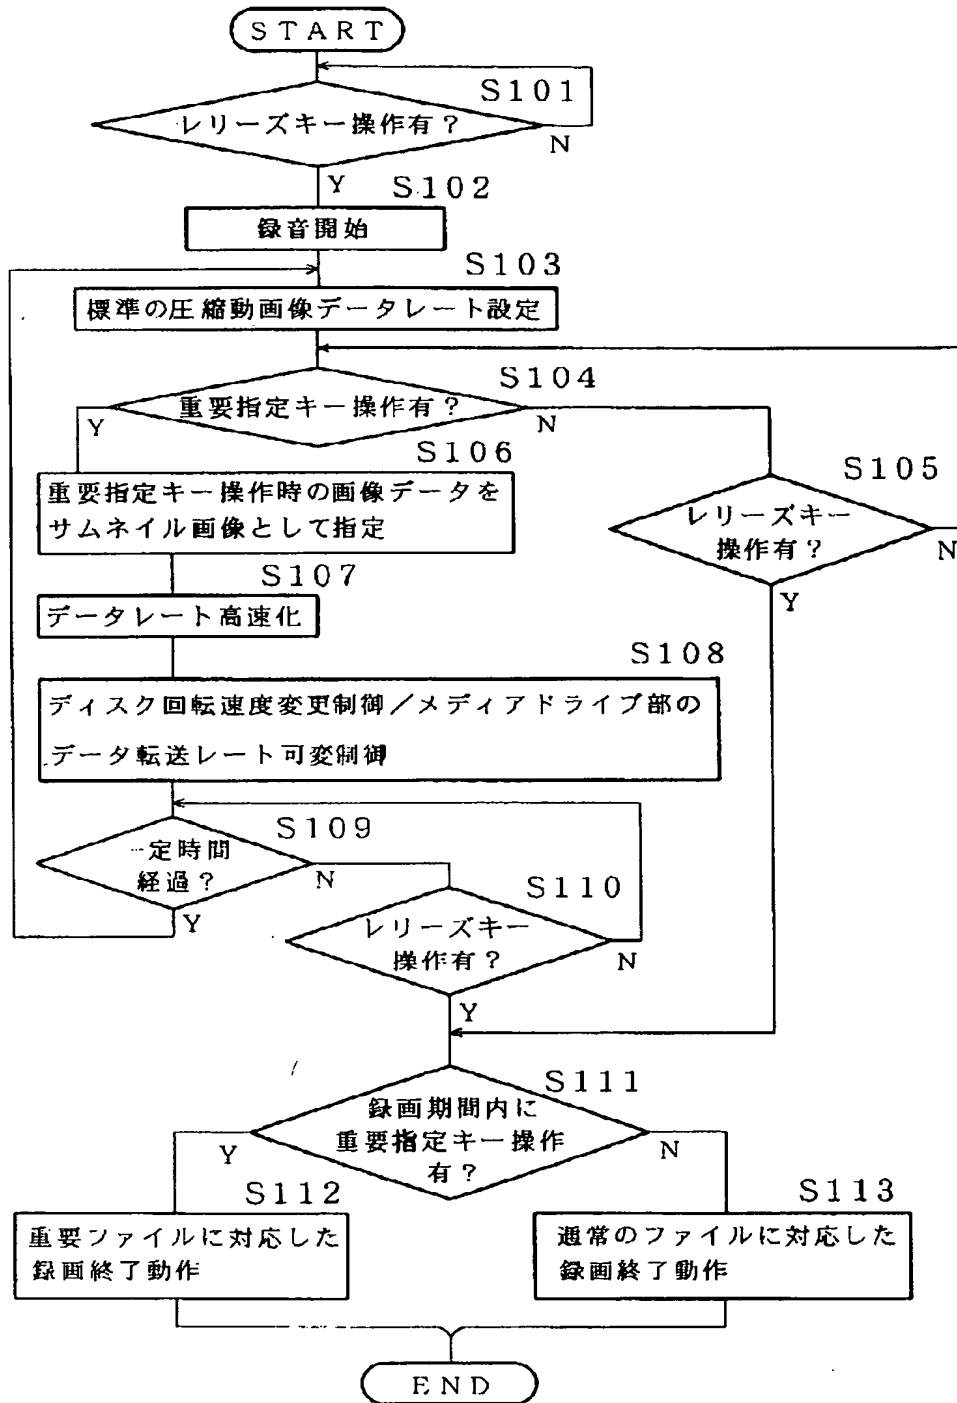 START
S101
レリーズキー操作有?
N
Y
S102
録音開始
S103
標準の圧縮動画像データレート設定
S104
重要指定キー操作有?
Y
N
S106
重要指定キー操作時の画像データを
サムネイル画像として指定
S105
レリーズキー
操作有?
N
Y
S107
データレート高速化
S108
ディスク回転速度変更制御/メディアドライブ部の
データ転送レート可変制御
S109
一定時間
経過?
N
Y
S110
レリーズキー
操作有?
N
Y
S111
録画期間内に
重要指定キー操作
有?
Y
N
S112
重要ファイルに対応した
録画終了動作
S113
通常のファイルに対応した
録画終了動作
END